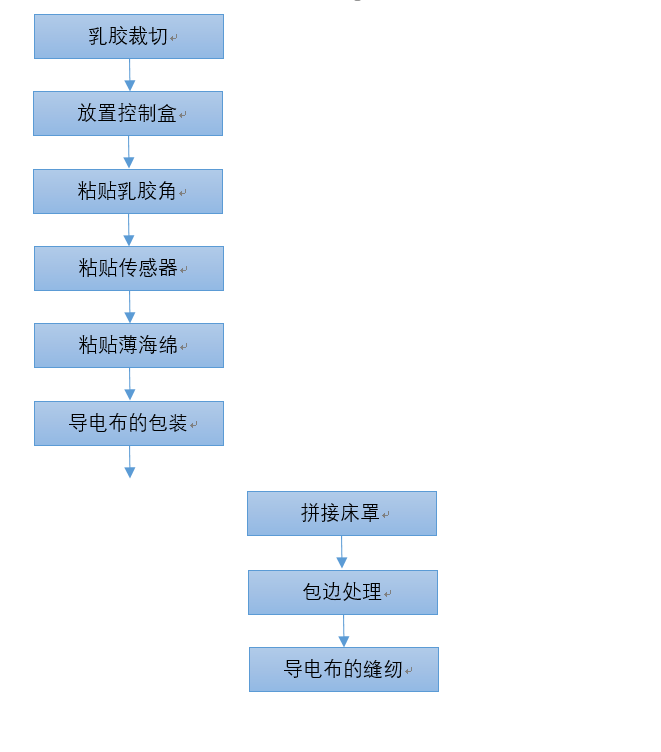 乳胶裁切
放置控制盒
粘贴乳胶角
粘贴传感器
粘贴薄海绵
导电布的包装
拼接床罩
包边处理
导电布的缝纫